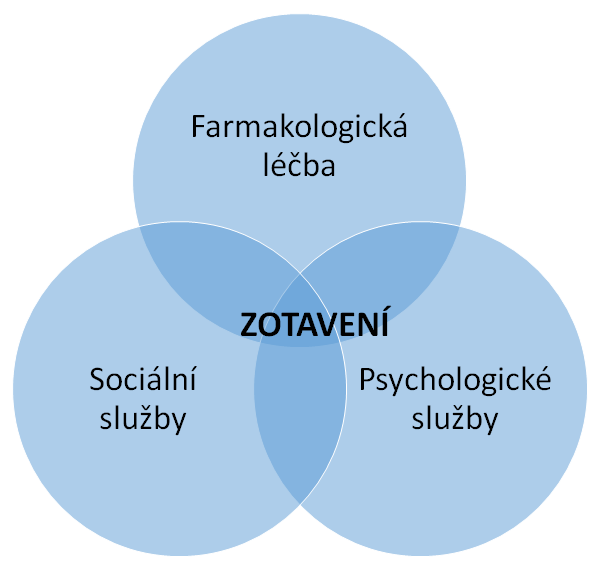 Farmakologická
léčba
ZOTAVENÍ
Sociální
služby
Psychologické
služby